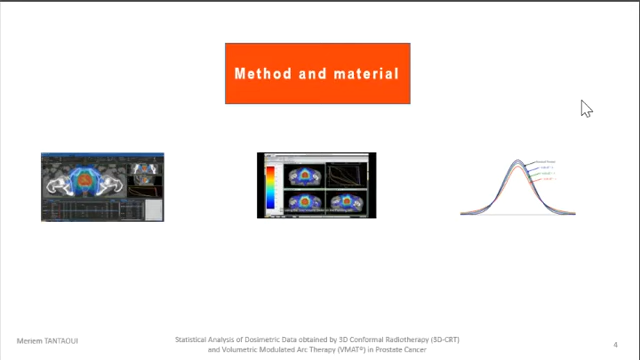 Method and material
Meriem TANTAOUI
Statistical Analysis of Dosimetric Data obtained by 3D Conformal Radiotherapy (3D-CRT)
and Volumetric Modulated Arc Therapy (VMAT®) in Prostate Cancer
4